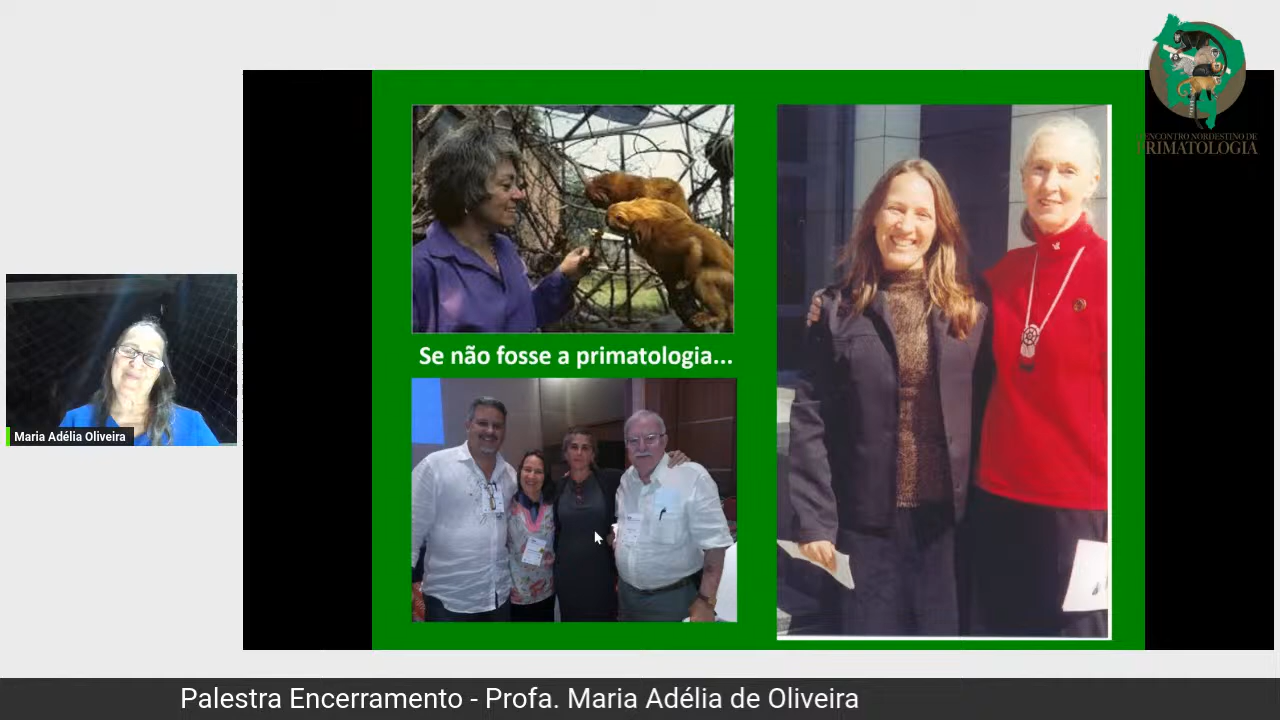 ENCONTRO NORDESTINO DE
PRIMATOLOGIA
Se não fosse a primatologia...
Maria Adélia Oliveira
Palestra Encerramento - Profa. Maria Adélia de Oliveira